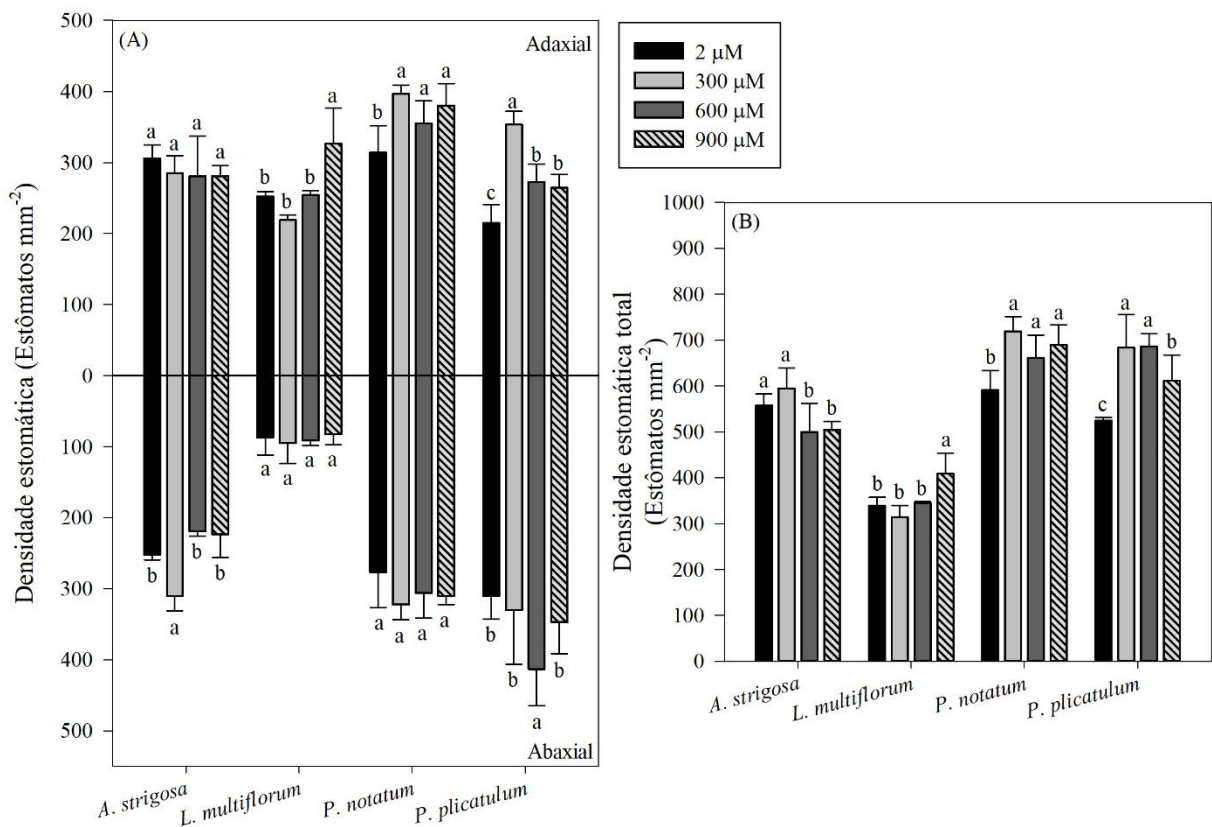 (A)
Adaxial
Densidade estomática (Estômatos mm-2)
500
400
300
200
100
0
100
200
300
400
500
a a a a
b b b a
b a a a
c a b b
b a b b
a a a a
a a a a
b b a b
Abaxial
A. strigosa
L. multiflorum
P. notatum
P. plicatulum
2 μM
300 μM
600 μM
900 μM
(B)
Densidade estomática total
(Estômatos mm-2)
1000
900
800
700
600
500
400
300
200
100
0
a a b b
b b b a
b a a a
c a a b
A. strigosa
L. multiflorum
P. notatum
P. plicatulum